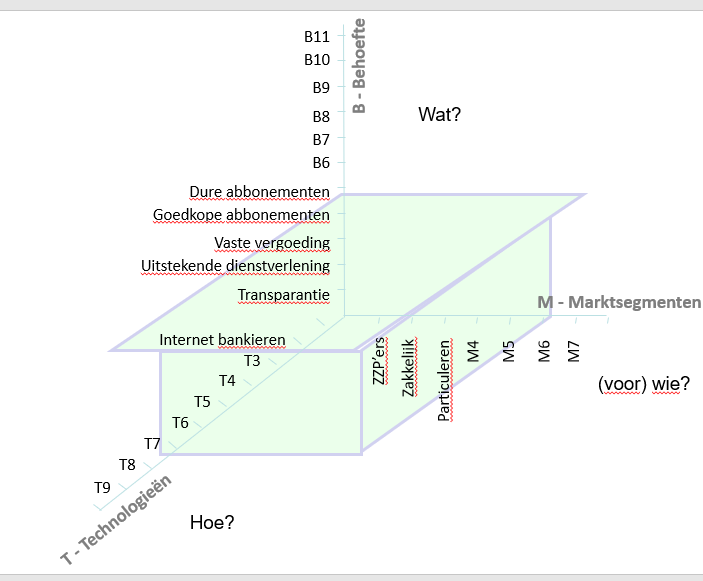 B - Behoefte
B11
B10
B9
B8
B7
B6
Wat?
Dure abbonementen
Goedkope abbonementen
Vaste vergoeding
Uitstekende dienstverlening
Transparantie
M - Marktsegmenten
ZZP'ers
Zakkelijk
Particuleren
M4
M5
M6
M7
(voor) wie?
Internet bankieren
T3
T4
T5
T6
T7
T8
T9
T - Technologieën
Hoe?